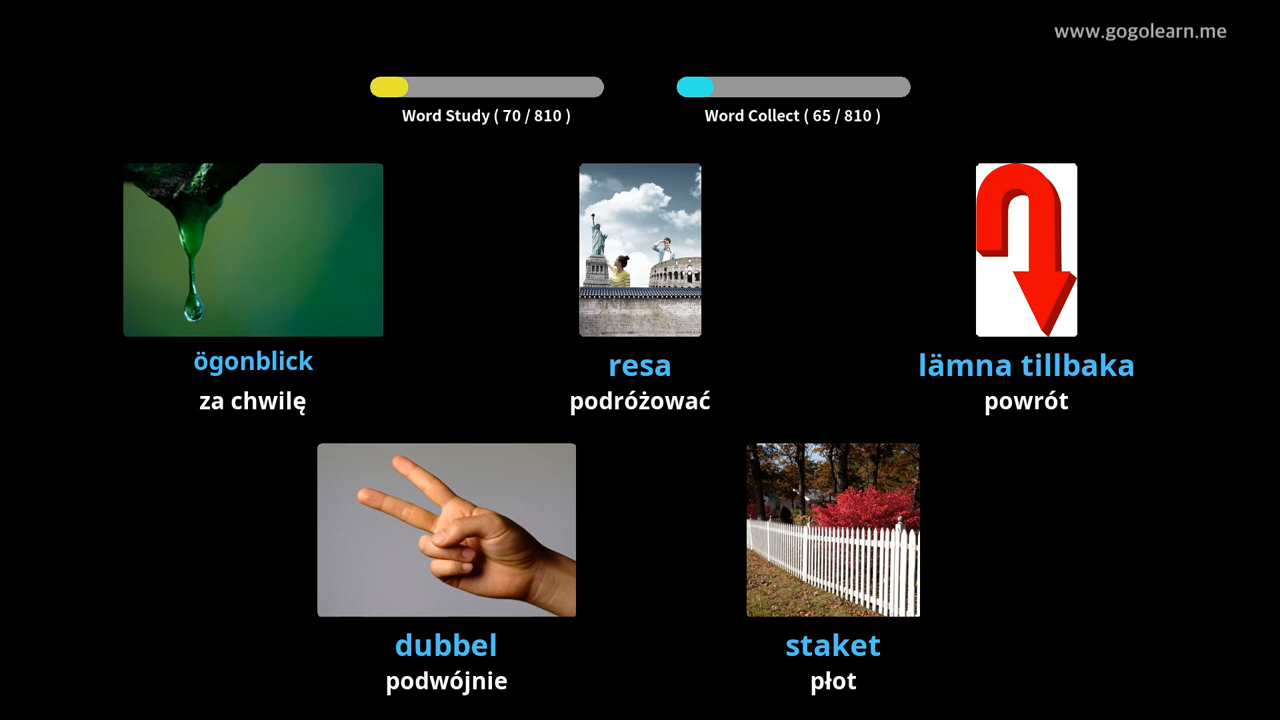 www.gogolearn.me
Word Study ( 70 / 810 )
Word Collect ( 65 / 810 )
ögonblick
za chwilę
resa
podróżować
lämna tillbaka
powrót
dubbel
podwójnie
staket
płot